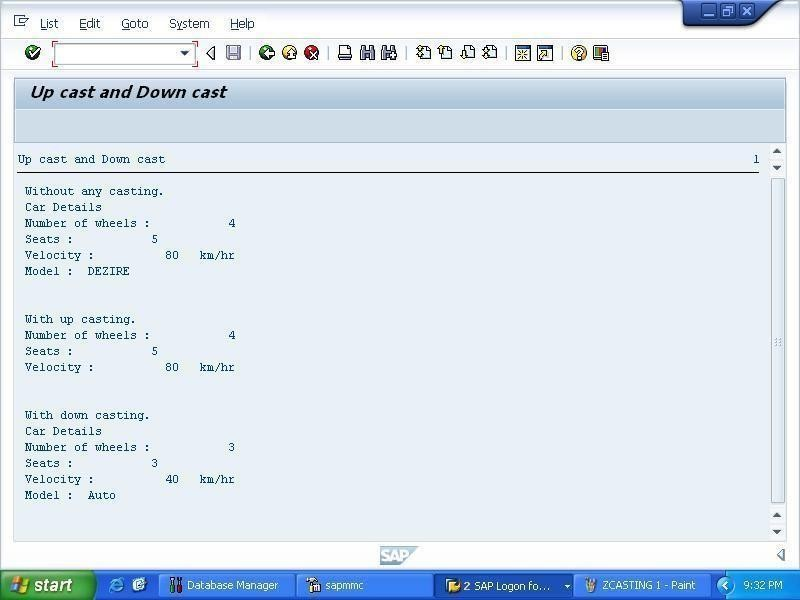 List Edit Goto System Help
Up cast and Down cast
Up cast and Down cast 1
Without any casting.
Car Details
Number of wheels : 4
Seats : 5
Velocity : 80 km/hr
Model : DEZIRE
With up casting.
Number of wheels : 4
Seats : 5
Velocity : 80 km/hr
With down casting.
Car Details
Number of wheels : 3
Seats : 3
Velocity : 40 km/hr
Model : Auto
SAP
start Database Manager sapmmc 2 SAP Logon fo... ZCASTING 1 - Paint 9:32 PM